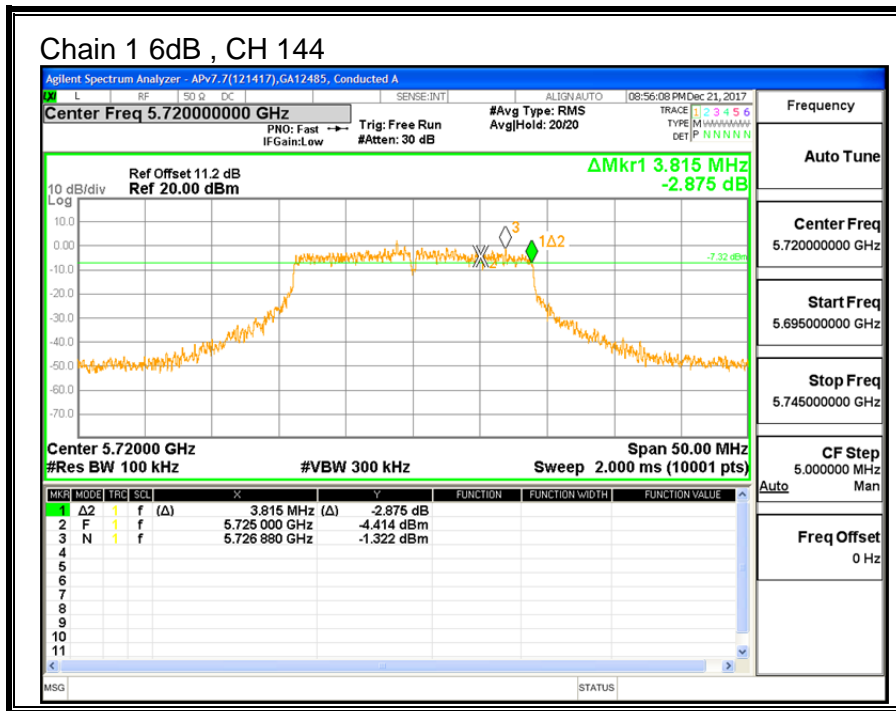 Chain 1 6dB , CH 144
Agilent Spectrum Analyzer - APv7.7(121417),GA12485, Conducted A
LXI L RF 50 Ω DC SENSE:INT ALIGN AUTO 08:56:08 PM Dec 21, 2017
Center Freq 5.720000000 GHz
PNO: Fast
IFGain:Low
Trig: Free Run
#Atten: 30 dB
#Avg Type: RMS
Avg|Hold: 20/20
TRACE 1 2 3 4 5 6
TYPE M WWWWW
DET P N N N N N
Ref Offset 11.2 dB
10 dB/div Ref 20.00 dBm
Log
ΔMkr1 3.815 MHz
-2.875 dB
10.0
0.00
-10.0
-20.0
-30.0
-40.0
-50.0
-60.0
-70.0
3
1Δ2
2
-7.32 dBm
Center 5.72000 GHz Span 50.00 MHz
#Res BW 100 kHz #VBW 300 kHz Sweep 2.000 ms (10001 pts)
MKR MODE TRC SCL X Y FUNCTION FUNCTION WIDTH FUNCTION VALUE
1 Δ2 1 f (Δ) 3.815 MHz (Δ) -2.875 dB
2 F 1 f 5.725 000 GHz -4.414 dBm
3 N 1 f 5.726 880 GHz -1.322 dBm
4
5
6
7
8
9
10
11
MSG STATUS
Frequency
Auto Tune
Center Freq
5.720000000 GHz
Start Freq
5.695000000 GHz
Stop Freq
5.745000000 GHz
CF Step
5.000000 MHz
Auto Man
Freq Offset
0 Hz